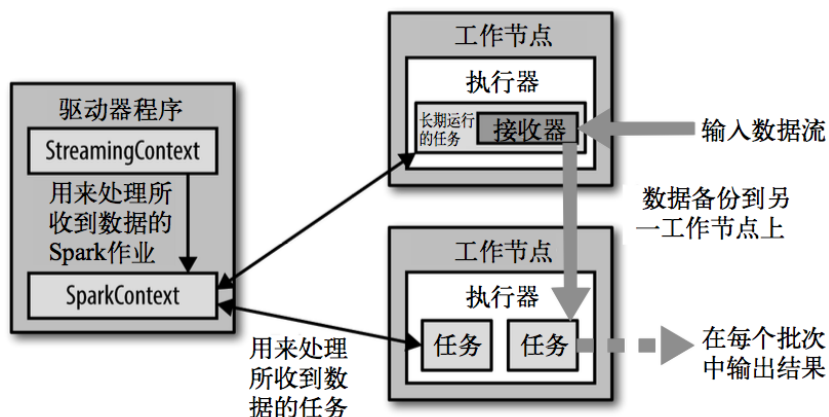 驱动器程序
StreamingContext
用来处理所
收到数据的
Spark作业
SparkContext
工作节点
执行器
长期运行
的任务
接收器
输入数据流
数据备份到另
一工作节点上
工作节点
执行器
任务
任务
用来处理
所收到数
据的任务
在每个批次
中输出结果